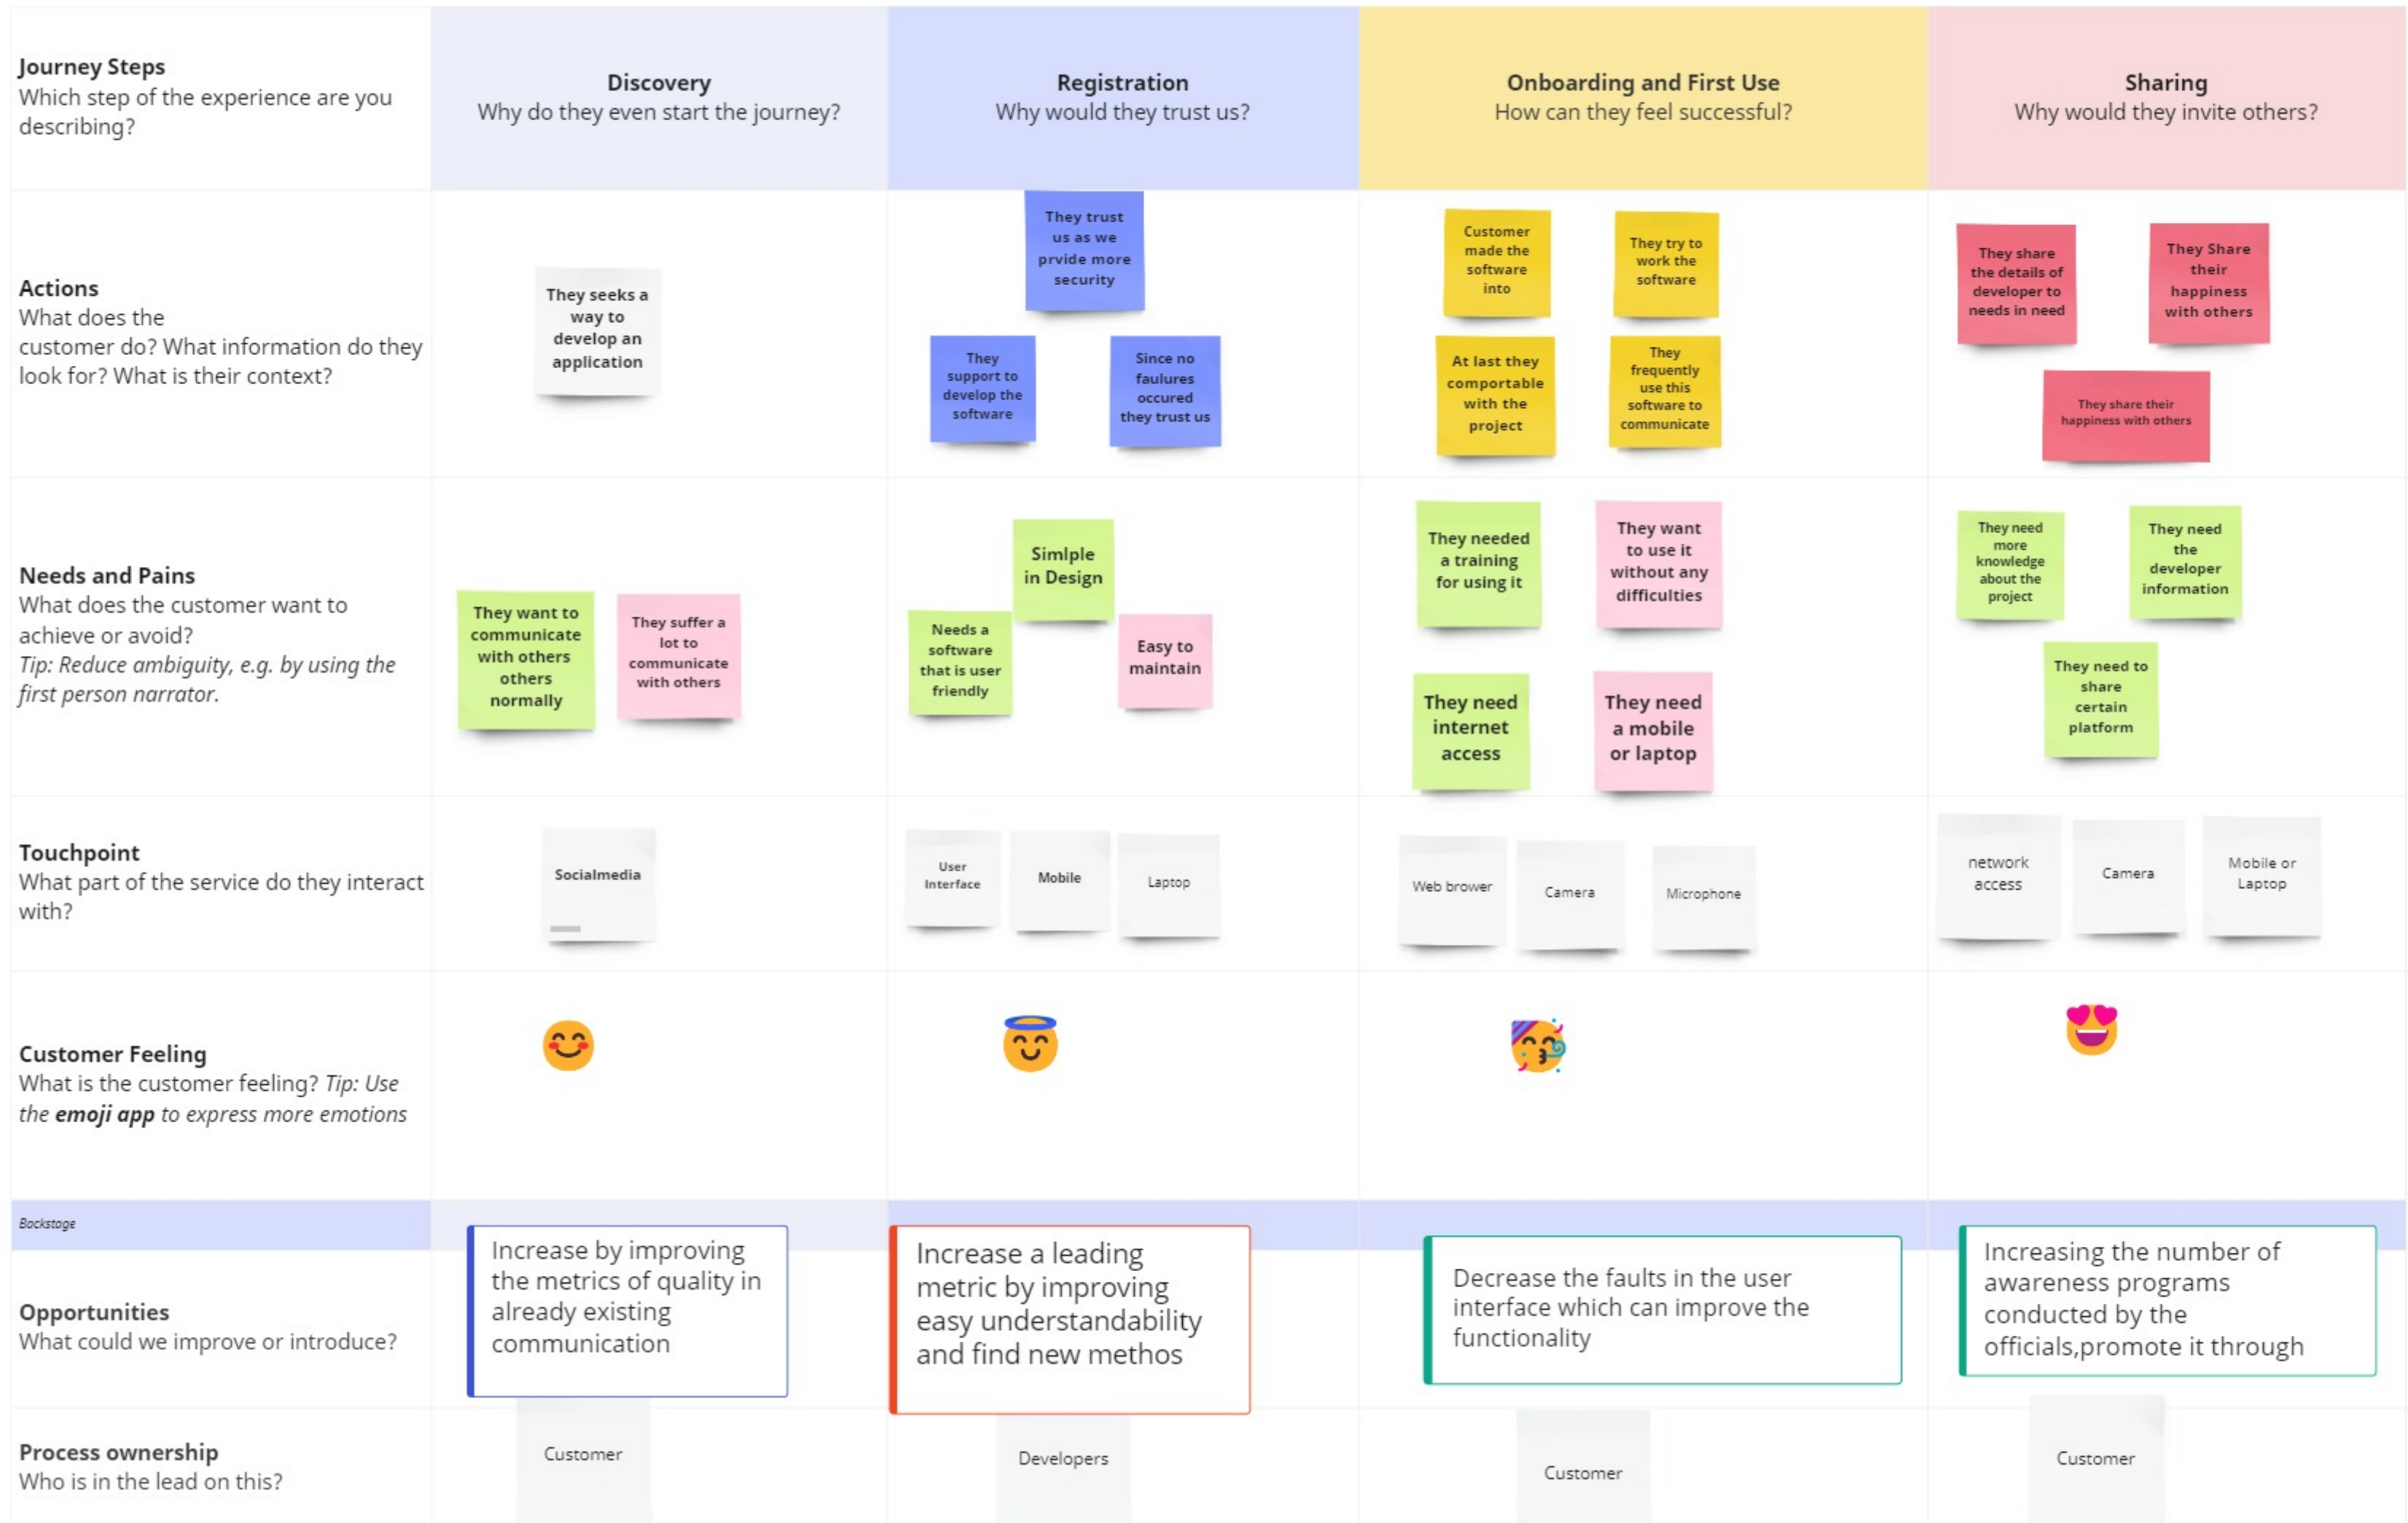 Journey Steps
Which step of the experience are you
describing?
Discovery
Why do they even start the journey?
Registration
Why would they trust us?
Onboarding and First Use
How can they feel successful?
Sharing
Why would they invite others?
Actions
What does the
customer do? What information do they
look for? What is their context?
They seeks a
way to
develop an
application
They trust
us as we
prvide more
security
They
support to
develop the
software
Since no
faulures
occured
they trust us
Customer
made the
software
into
They try to
work the
software
At last they
comportable
with the
project
They
frequently
use this
software to
communicate
They share
the details of
developer to
needs in need
They Share
their
happiness
with others
They share their
happiness with others
Needs and Pains
What does the customer want to
achieve or avoid?
Tip: Reduce ambiguity, e.g. by using the
first person narrator.
They want to
communicate
with others
others
normally
They suffer a
lot to
communicate
with others
Simlple
in Design
Needs a
software
that is user
friendly
Easy to
maintain
They needed
a training
for using it
They want
to use it
without any
difficulties
They need
internet
access
They need
a mobile
or laptop
They need
more
knowledge
about the
project
They need
the
developer
information
They need to
share
certain
platform
Touchpoint
What part of the service do they interact
with?
Socialmedia
User
Interface
Mobile
Laptop
Web brower
Camera
Microphone
network
access
Camera
Mobile or
Laptop
Customer Feeling
What is the customer feeling? Tip: Use
the emoji app to express more emotions
Backstage
Opportunities
What could we improve or introduce?
Increase by improving
the metrics of quality in
already existing
communication
Increase a leading
metric by improving
easy understandability
and find new methos
Decrease the faults in the user
interface which can improve the
functionality
Increasing the number of
awareness programs
conducted by the
officials,promote it through
Process ownership
Who is in the lead on this?
Customer
Developers
Customer
Customer